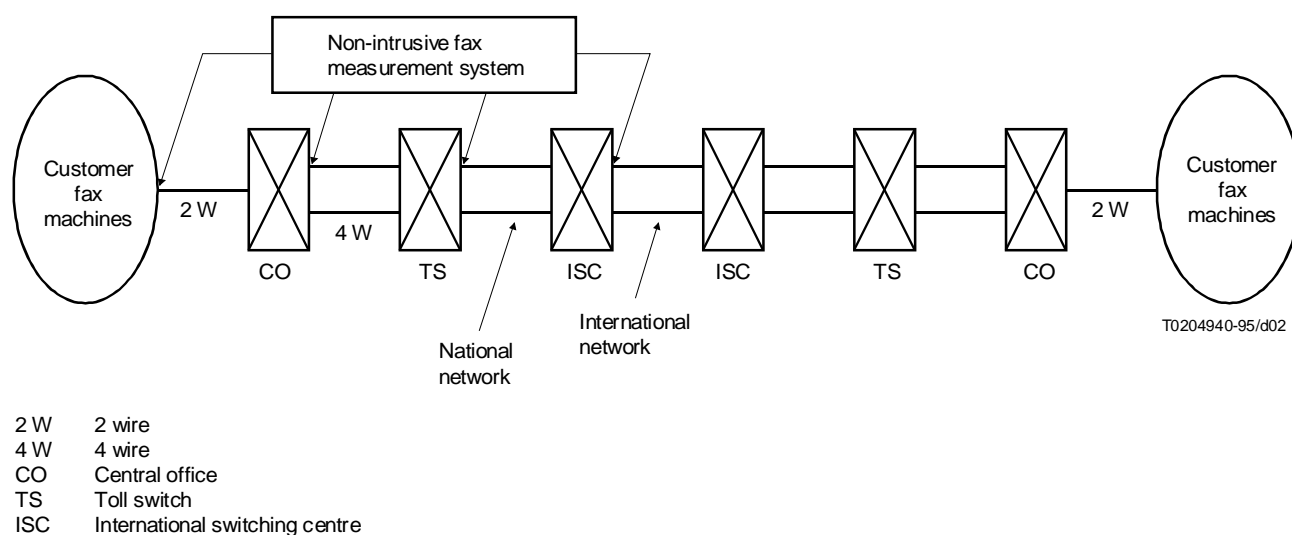 Non-intrusive fax
measurement system
Customer
fax
machines
Customer
fax
machines
2 W
4 W
2 W
CO
TS
ISC
ISC
TS
CO
National
network
International
network
T0204940-95/d02
2 W 2 wire
4 W 4 wire
CO Central office
TS Toll switch
ISC International switching centre